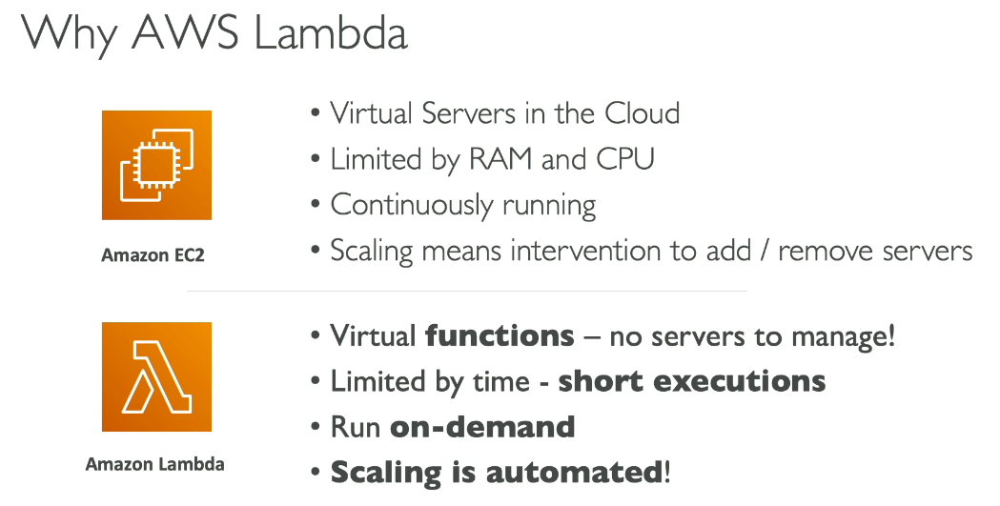 Why AWS Lambda
• Virtual Servers in the Cloud
• Limited by RAM and CPU
• Continuously running
• Scaling means intervention to add / remove servers
Amazon EC2
• Virtual functions – no servers to manage!
• Limited by time - short executions
• Run on-demand
• Scaling is automated!
Amazon Lambda